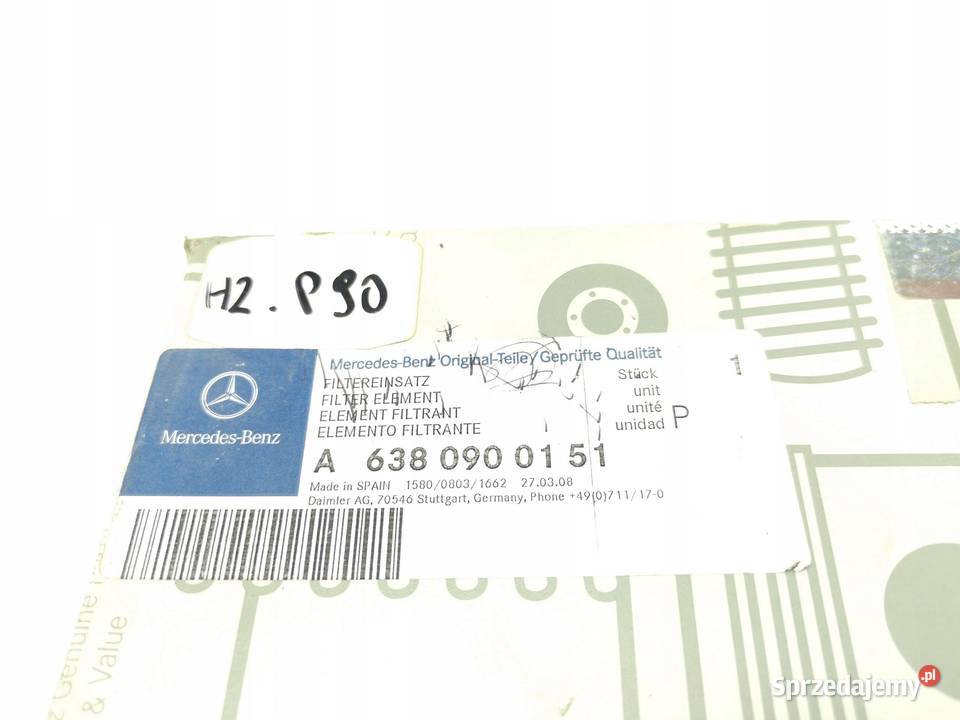 H2. P90
Mercedes-Benz Original-Teile/Geprüfte Qualität
FILTEREINSATZ
FILTER ELEMENT
ELEMENT FILTRANT
ELEMENTO FILTRANTE
Stück
unit
unité
unidad
P
1
Mercedes-Benz
A 638 090 01 51
Made in SPAIN 1580/0803/1662 27.03.08
Daimler AG, 70546 Stuttgart, Germany, Phone +49(0)711/17-0
Genuine
& Value
Sprzedajemy.pl